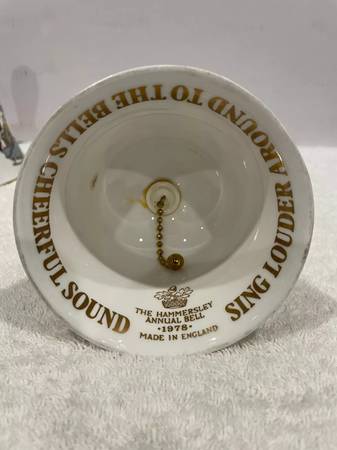 SING LOUDER AROUND TO THE BELLS CHEERFUL SOUND
THE HAMMERSLEY
ANNUAL BELL
·1978·
MADE IN ENGLAND